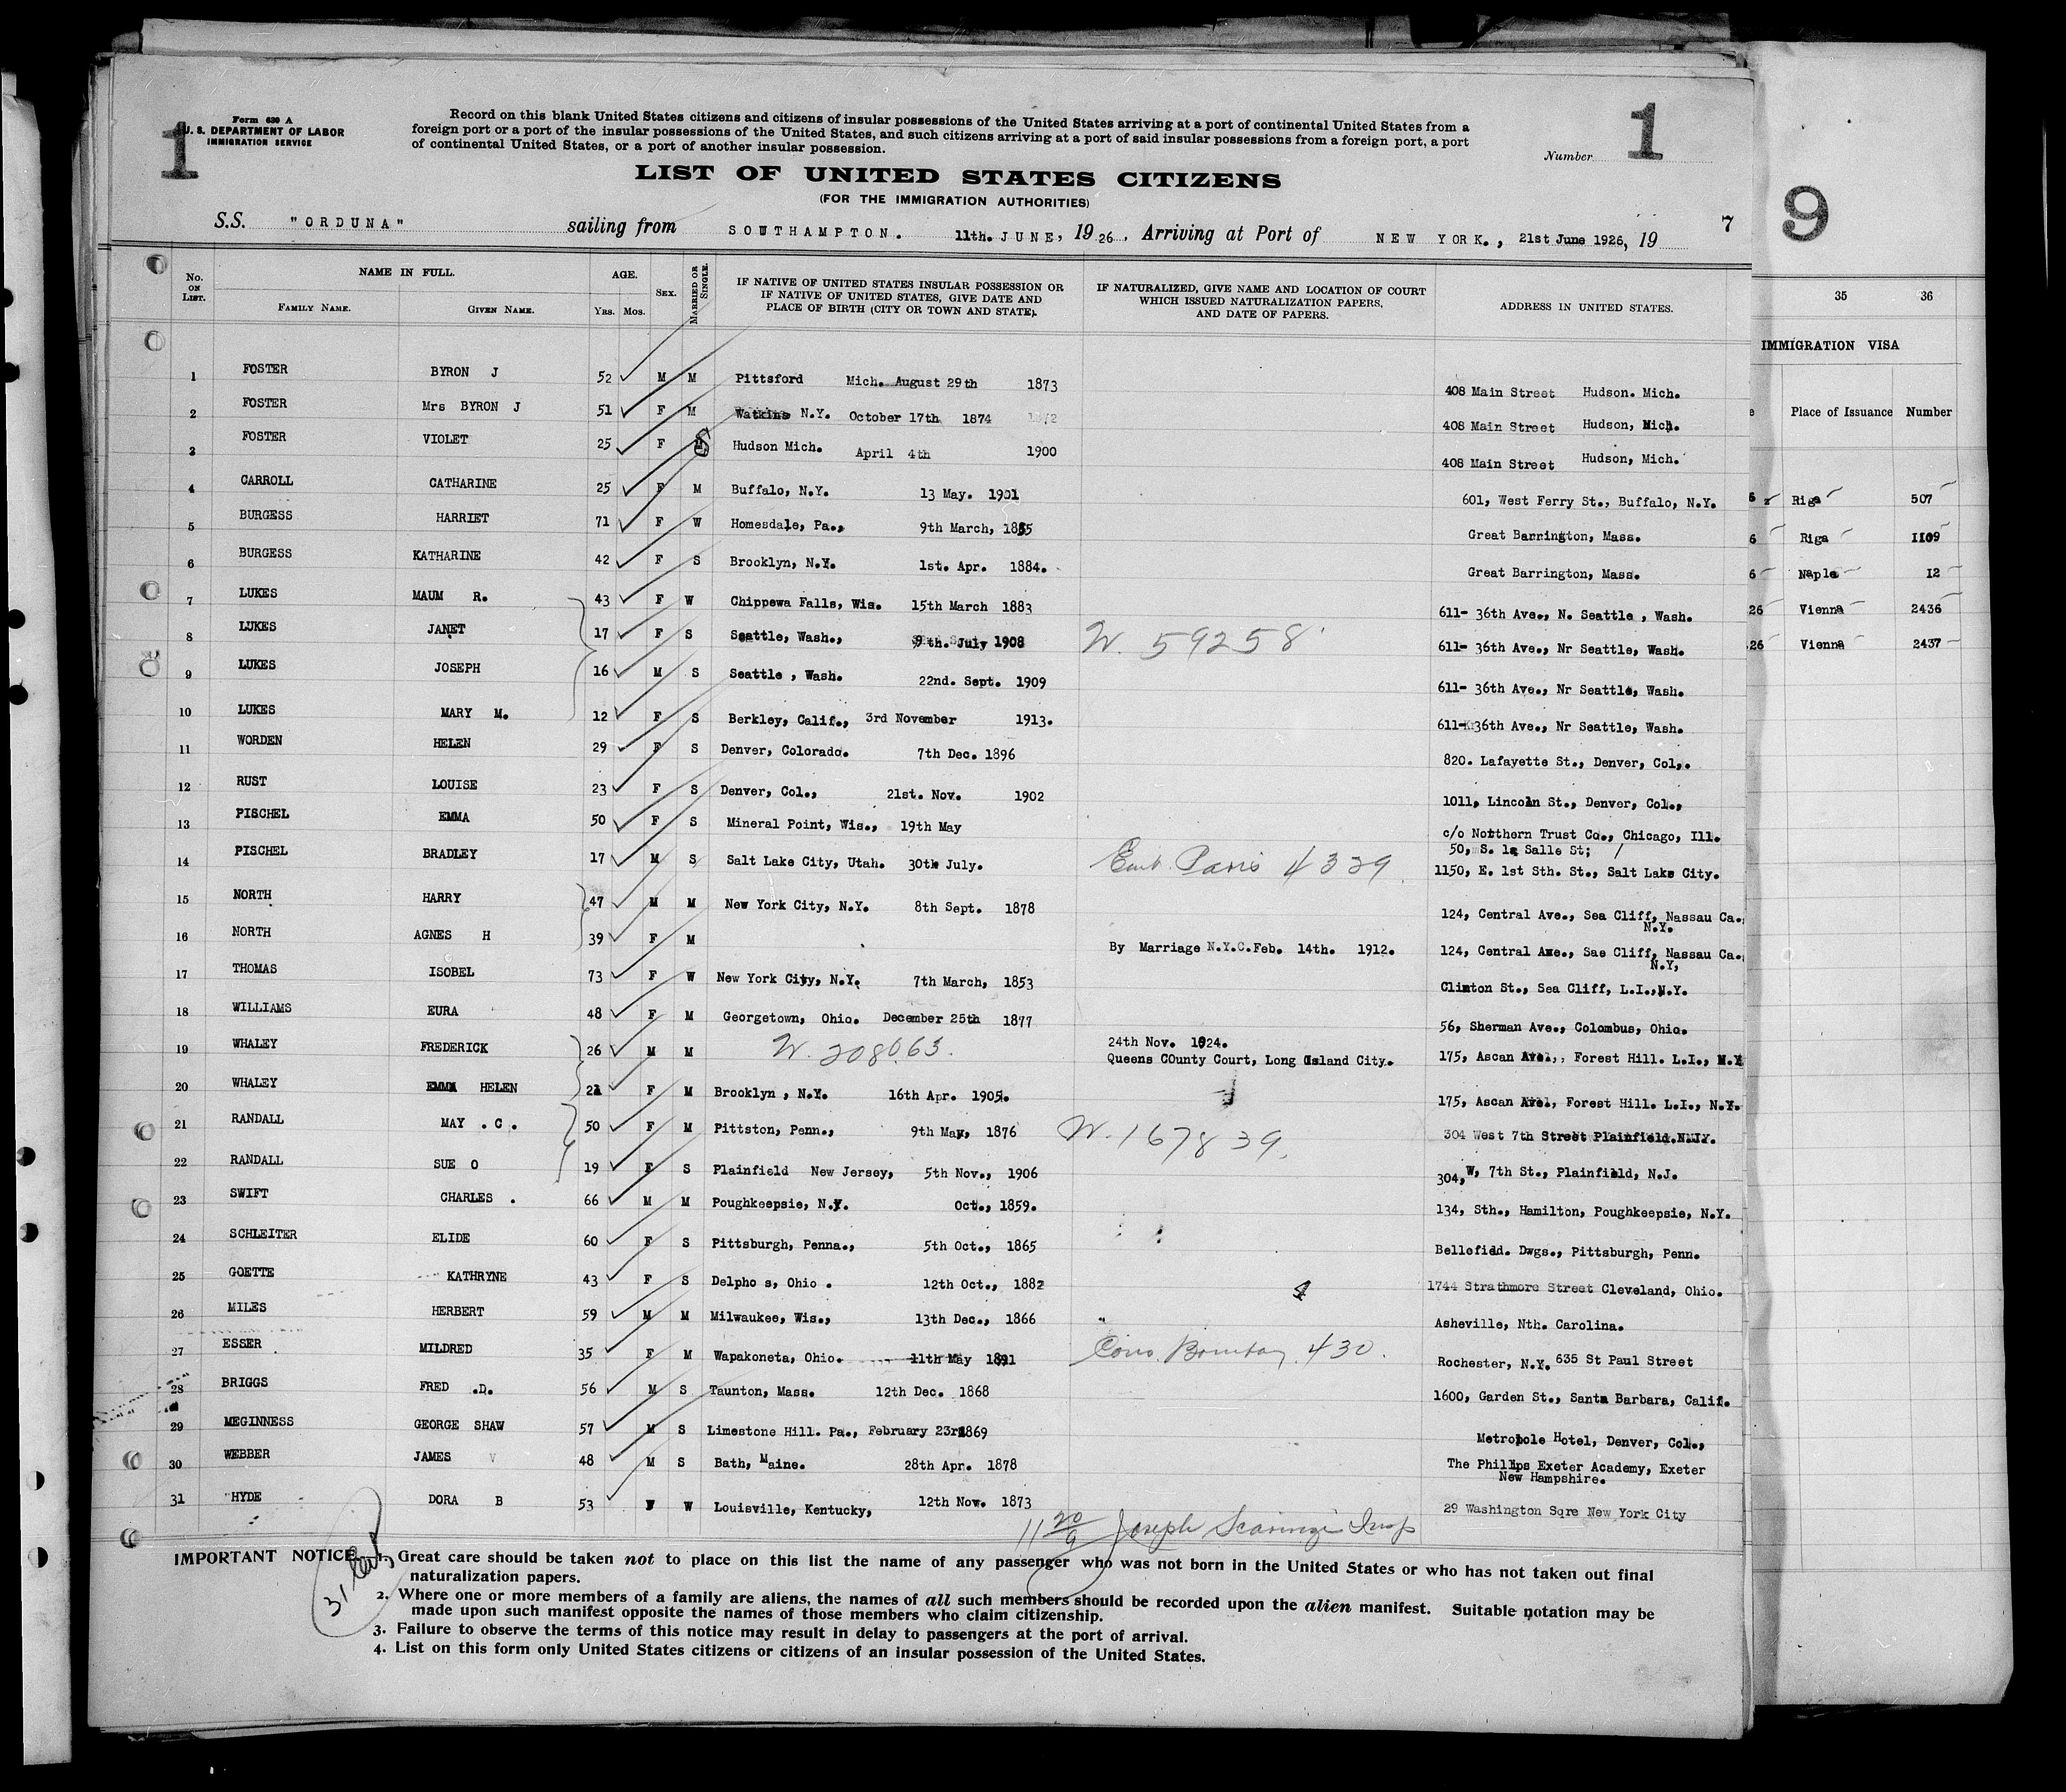 1
Form 630 A
U. S. DEPARTMENT OF LABOR
IMMIGRATION SERVICE
Record on this blank United States citizens and citizens of insular possessions of the United States arriving at a port of continental United States from a
foreign port or a port of the insular possessions of the United States, and such citizens arriving at a port of said insular possessions from a foreign port, a port
of continental United States, or a port of another insular possession.
Number 1
LIST OF UNITED STATES CITIZENS
(FOR THE IMMIGRATION AUTHORITIES)
S.S. "ORDUNA" sailing from SOUTHAMPTON. 11th. JUNE, 1926. Arriving at Port of NEW YORK., 21st June 1926, 19 7
No. ON LIST. NAME IN FULL. AGE. SEX. MARRIED OR SINGLE. IF NATIVE OF UNITED STATES INSULAR POSSESSION OR IF NATIVE OF UNITED STATES, GIVE DATE AND PLACE OF BIRTH (CITY OR TOWN AND STATE). IF NATURALIZED, GIVE NAME AND LOCATION OF COURT WHICH ISSUED NATURALIZATION PAPERS, AND DATE OF PAPERS. ADDRESS IN UNITED STATES.
FAMILY NAME. GIVEN NAME. Yrs. Mos.
1 FOSTER BYRON J 52 M M Pittsford Mich. August 29th 1873 408 Main Street Hudson. Mich.
2 FOSTER Mrs BYRON J 51 F M Watkins N.Y. October 17th 1874 1872 408 Main Street Hudson, Mich.
3 FOSTER VIOLET 25 F S Hudson Mich. April 4th 1900 408 Main Street Hudson, Mich.
4 CARROLL CATHARINE 25 F M Buffalo, N.Y. 13 May. 1901 601, West Ferry St., Buffalo, N.Y.
5 BURGESS HARRIET 71 F W Homesdale, Pa., 9th March, 1855 Great Barrington, Mass.
6 BURGESS KATHARINE 42 F S Brooklyn, N.Y. 1st. Apr. 1884. Great Barrington, Mass.
7 LUKES MAUM R. 43 F W Chippewa Falls, Wis. 15th March 1883 611- 36th Ave., N. Seattle , Wash.
8 LUKES JANET 17 F S Seattle, Wash., 9th. July 1908 W. 59258 611- 36th Ave., Nr Seattle, Wash.
9 LUKES JOSEPH 16 M S Seattle , Wash. 22nd. Sept. 1909 611- 36th Ave., Nr Seattle, Wash.
10 LUKES MARY M. 12 F S Berkley, Calif., 3rd November 1913. 611- 36th Ave., Nr Seattle, Wash.
11 WORDEN HELEN 29 F S Denver, Colorado. 7th Dec. 1896 820. Lafayette St., Denver, Col,.
12 RUST LOUISE 23 F S Denver, Col., 21st. Nov. 1902 1011, Lincoln St., Denver, Col.,
13 PISCHEL EMMA 50 F S Mineral Point, Wis., 19th May c/o Northern Trust Co., Chicago, Ill.
50, S. la Salle St;
14 PISCHEL BRADLEY 17 M S Salt Lake City, Utah. 30th July. Emb. Paris 4339 1150, E. 1st Sth. St., Salt Lake City.
15 NORTH HARRY 47 M M New York City, N.Y. 8th Sept. 1878 124, Central Ave., Sea Cliff, Nassau Ca.,
N.Y.
16 NORTH AGNES H 39 F M By Marriage N.Y.C.Feb. 14th. 1912. 124, Central Axe., Sae Cliff, Nassau Ca.,
N.Y,
17 THOMAS ISOBEL 73 F W New York City, N.Y. 7th March, 1853 Clinton St., Sea Cliff, L.I.,N.Y.
18 WILLIAMS EURA 48 F M Georgetown, Ohio. December 25th 1877 56, Sherman Ave., Colombus, Ohio.
24th Nov. 1924.
19 WHALEY FREDERICK 26 M M W. 208063. Queens COunty Court, Long Island City. 175, Ascan Ave., Forest Hill. L.I., N.Y
20 WHALEY EMMA HELEN 21 F M Brooklyn , N.Y. 16th Apr. 1905. 175, Ascan Ave., Forest Hill. L.I., N.Y.
21 RANDALL MAY .C. 50 F M Pittston, Penn., 9th May, 1876 W. 167839. 304 West 7th Street Plainfield.
22 RANDALL SUE O 19 F S Plainfield New Jersey, 5th Nov., 1906 304, W, 7th St., Plainfield, N.J.
23 SWIFT CHARLES . 66 M M Poughkeepsie, N.Y. Oct., 1859. 134, Sth., Hamilton, Poughkeepsie, N.Y.
24 SCHLEITER ELIDE 60 F S Pittsburgh, Penna., 5th Oct., 1865 Bellefidd. Dwgs., Pittsburgh, Penn.
25 GOETTE KATHRYNE 43 F S Delpho s, Ohio . 12th Oct., 1882 1744 Strathmore Street Cleveland, Ohio.
26 MILES HERBERT 59 M M Milwaukee, Wis., 13th Dec., 1866 Asheville, Nth. Carolina.
27 ESSER MILDRED 35 F M Wapakoneta, Ohio. 11th May 1891 Cons. Bombay. 430. Rochester, N.Y. 635 St Paul Street
28 BRIGGS FRED .D. 56 M S Taunton, Mass. 12th Dec. 1868 1600, Garden St., Santa Barbara, Calif.
29 MEGINNESS GEORGE SHAW 57 M S Limestone Hill. Pa., February 23rd 1869 Metropole Hotel, Denver, Col.,
30 WEBBER JAMES V 48 M S Bath, Maine. 28th Apr. 1878 The Phillips Exeter Academy, Exeter
New Hampshire.
31 HYDE DORA B 53 F W Louisville, Kentucky, 12th Nov. 1873 29 Washington Sqre New York City
11 20/9 Joseph Scaringi Insp
31
IMPORTANT NOTICE. 1. Great care should be taken not to place on this list the name of any passenger who was not born in the United States or who has not taken out final
naturalization papers.
2. Where one or more members of a family are aliens, the names of all such members should be recorded upon the alien manifest. Suitable notation may be
made upon such manifest opposite the names of those members who claim citizenship.
3. Failure to observe the terms of this notice may result in delay to passengers at the port of arrival.
4. List on this form only United States citizens or citizens of an insular possession of the United States.
9
35 36
IMMIGRATION VISA
Place of Issuance Number
6 Riga 507
6 Riga 1109
6 Naple 12
26 Vienna 2436
26 Vienna 2437